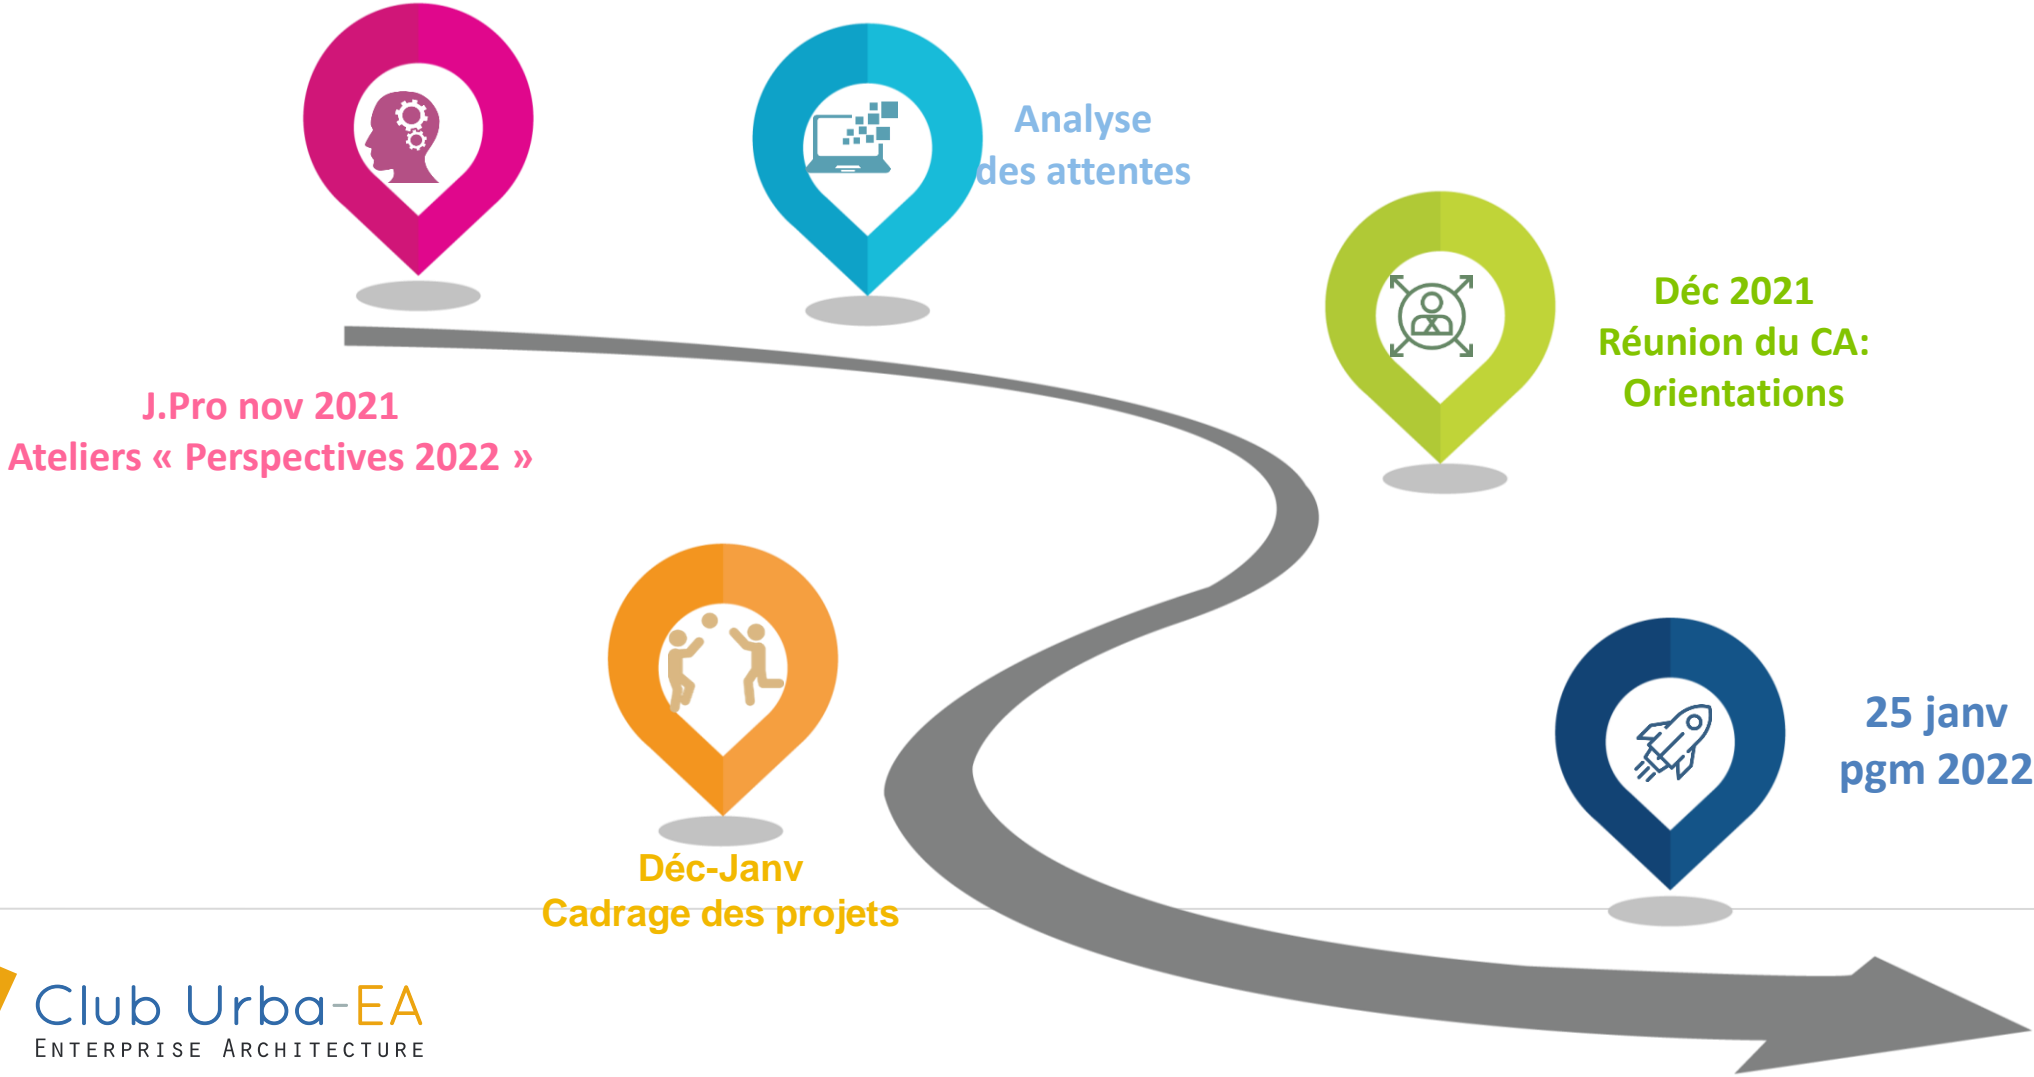 J.Pro nov 2021
Ateliers « Perspectives 2022 »
Analyse
des attentes
Déc 2021
Réunion du CA:
Orientations
Déc-Janv
Cadrage des projets
25 janv
pgm 2022
Club Urba-EA
ENTERPRISE ARCHITECTURE